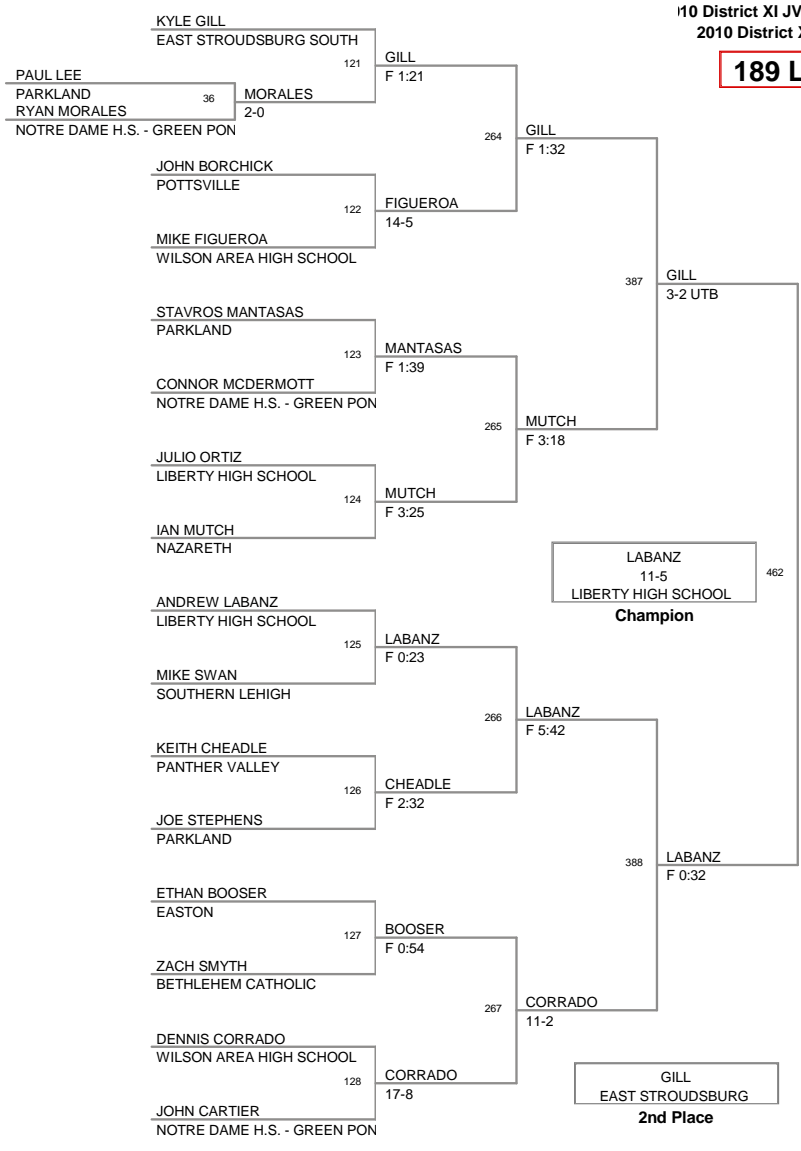 10 District XI JV
2010 District X
189 L
KYLE GILL
EAST STROUDSBURG SOUTH
121
GILL
F 1:21
PAUL LEE
PARKLAND
36
MORALES
RYAN MORALES
2-0
NOTRE DAME H.S. - GREEN PON
264
GILL
F 1:32
JOHN BORCHICK
POTTSVILLE
122
FIGUEROA
14-5
MIKE FIGUEROA
WILSON AREA HIGH SCHOOL
387
GILL
3-2 UTB
STAVROS MANTASAS
PARKLAND
123
MANTASAS
F 1:39
CONNOR MCDERMOTT
NOTRE DAME H.S. - GREEN PON
265
MUTCH
F 3:18
JULIO ORTIZ
LIBERTY HIGH SCHOOL
124
MUTCH
F 3:25
IAN MUTCH
NAZARETH
LABANZ
11-5
LIBERTY HIGH SCHOOL
462
Champion
ANDREW LABANZ
LIBERTY HIGH SCHOOL
125
LABANZ
F 0:23
MIKE SWAN
SOUTHERN LEHIGH
266
LABANZ
F 5:42
KEITH CHEADLE
PANTHER VALLEY
126
CHEADLE
F 2:32
JOE STEPHENS
PARKLAND
388
LABANZ
F 0:32
ETHAN BOOSER
EASTON
127
BOOSER
F 0:54
ZACH SMYTH
BETHLEHEM CATHOLIC
267
CORRADO
11-2
DENNIS CORRADO
WILSON AREA HIGH SCHOOL
128
CORRADO
17-8
JOHN CARTIER
NOTRE DAME H.S. - GREEN PON
GILL
EAST STROUDSBURG
2nd Place